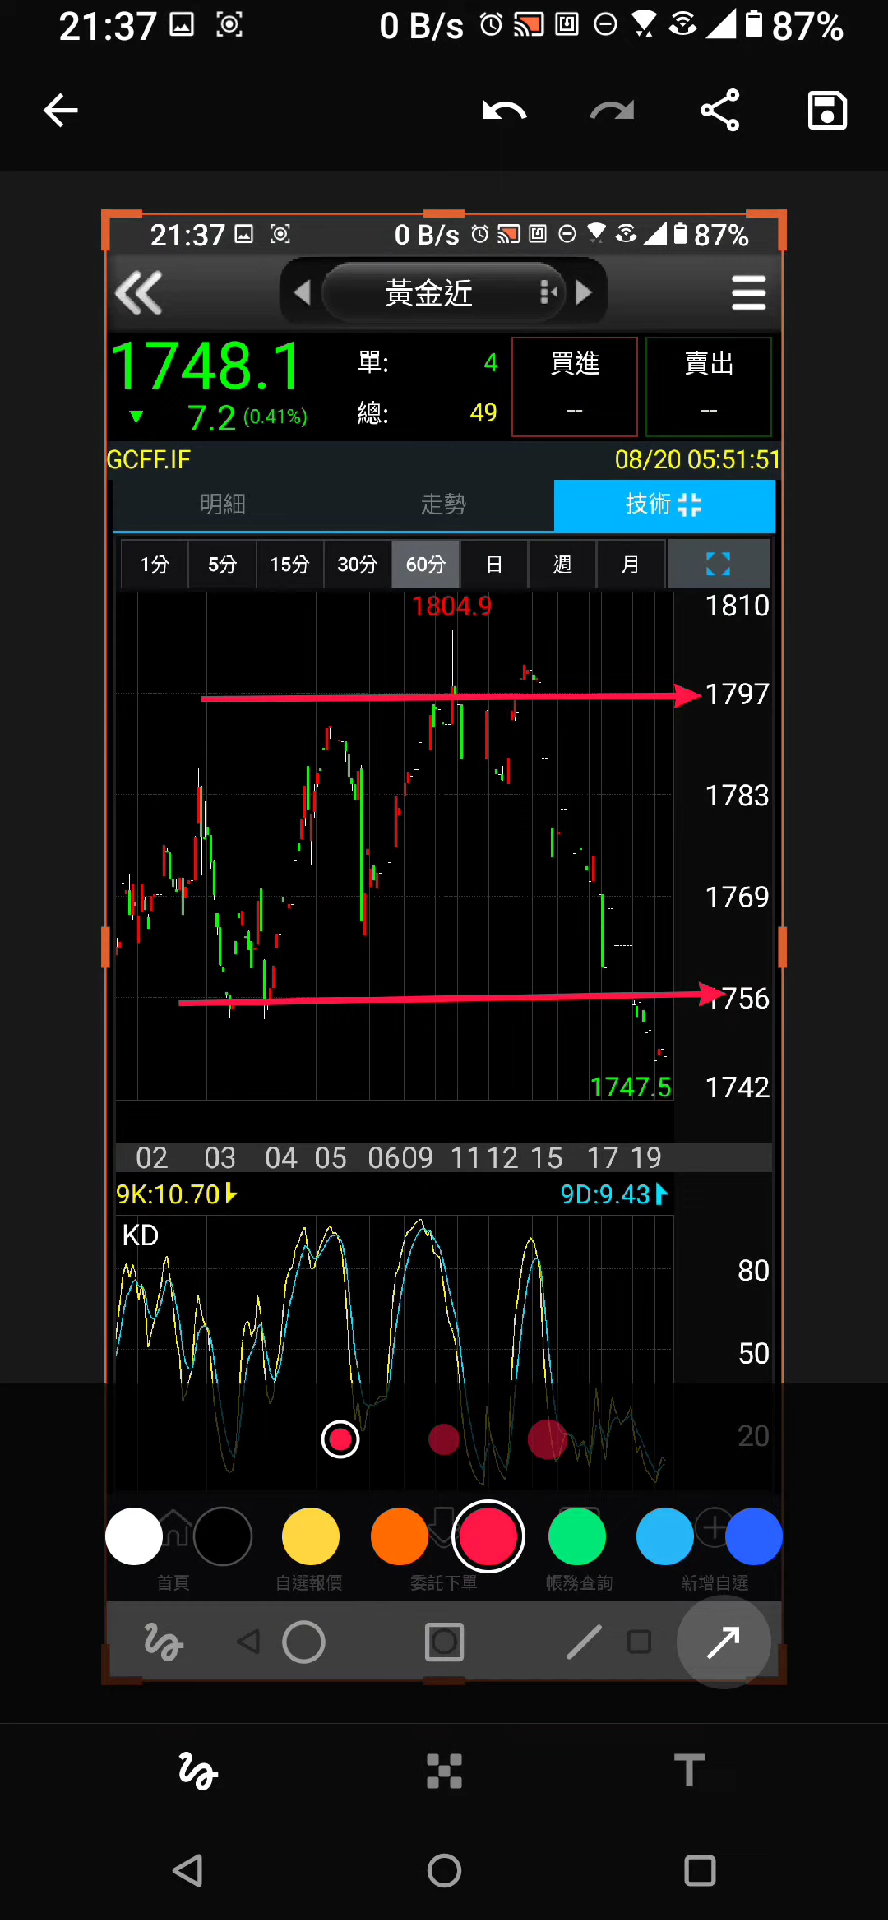 21:37 0 B/s 87%
21:37 0 B/s 87%
黃金近
1748.1 單: 4 買進 賣出
▼ 7.2 (0.41%) 總: 49 -- --
GCFF.IF 08/20 05:51:51
明細 走勢 技術
1分 5分 15分 30分 60分 日 週 月
1804.9 1810
1797
1783
1769
1756
1747.5 1742
02 03 04 05 06 09 11 12 15 17 19
9K:10.70 9D:9.43
KD
80
50
20
首頁 自選報價 委託下單 帳務查詢 新增自選
T